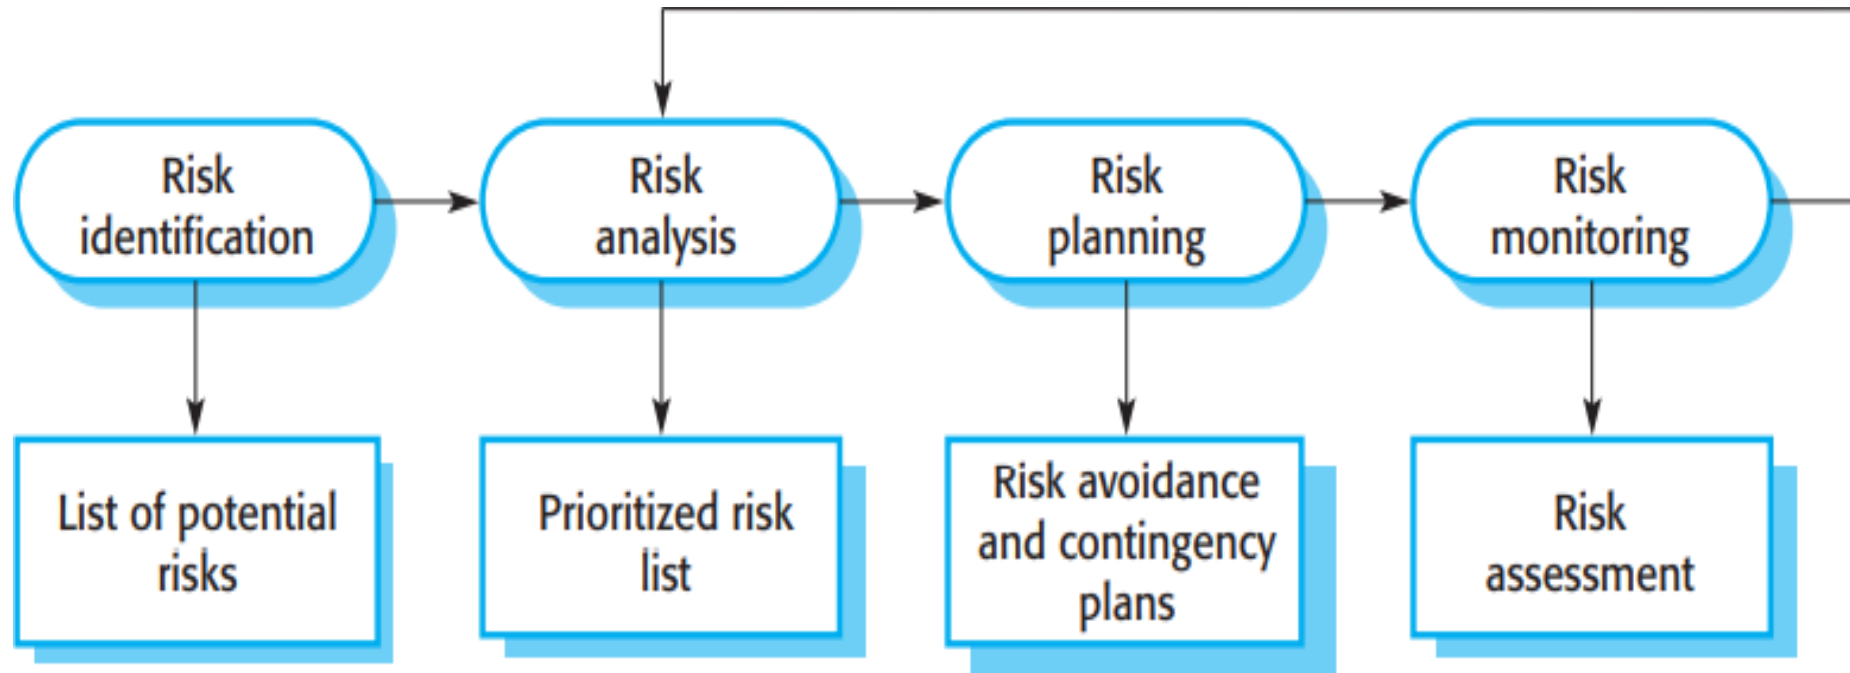 Risk
identification
Risk
analysis
Risk
planning
Risk
monitoring
List of potential
risks
Prioritized risk
list
Risk avoidance
and contingency
plans
Risk
assessment